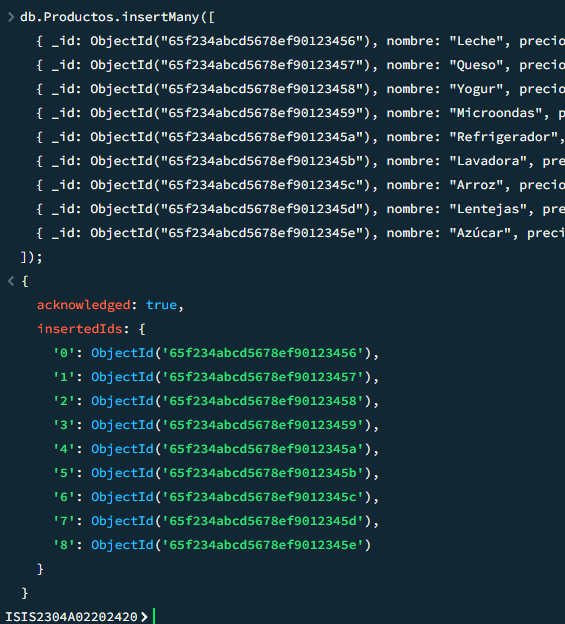 > db.Productos.insertMany([
{ _id: ObjectId("65f234abcd5678ef90123456"), nombre: "Leche", precio
{ _id: ObjectId("65f234abcd5678ef90123457"), nombre: "Queso", precio
{ _id: ObjectId("65f234abcd5678ef90123458"), nombre: "Yogur", precio
{ _id: ObjectId("65f234abcd5678ef90123459"), nombre: "Microondas", p
{ _id: ObjectId("65f234abcd5678ef9012345a"), nombre: "Refrigerador",
{ _id: ObjectId("65f234abcd5678ef9012345b"), nombre: "Lavadora", pre
{ _id: ObjectId("65f234abcd5678ef9012345c"), nombre: "Arroz", precio
{ _id: ObjectId("65f234abcd5678ef9012345d"), nombre: "Lentejas", pre
{ _id: ObjectId("65f234abcd5678ef9012345e"), nombre: "Azúcar", preci
]);
< {
acknowledged: true,
insertedIds: {
'0': ObjectId('65f234abcd5678ef90123456'),
'1': ObjectId('65f234abcd5678ef90123457'),
'2': ObjectId('65f234abcd5678ef90123458'),
'3': ObjectId('65f234abcd5678ef90123459'),
'4': ObjectId('65f234abcd5678ef9012345a'),
'5': ObjectId('65f234abcd5678ef9012345b'),
'6': ObjectId('65f234abcd5678ef9012345c'),
'7': ObjectId('65f234abcd5678ef9012345d'),
'8': ObjectId('65f234abcd5678ef9012345e')
}
}
ISIS2304A02202420>